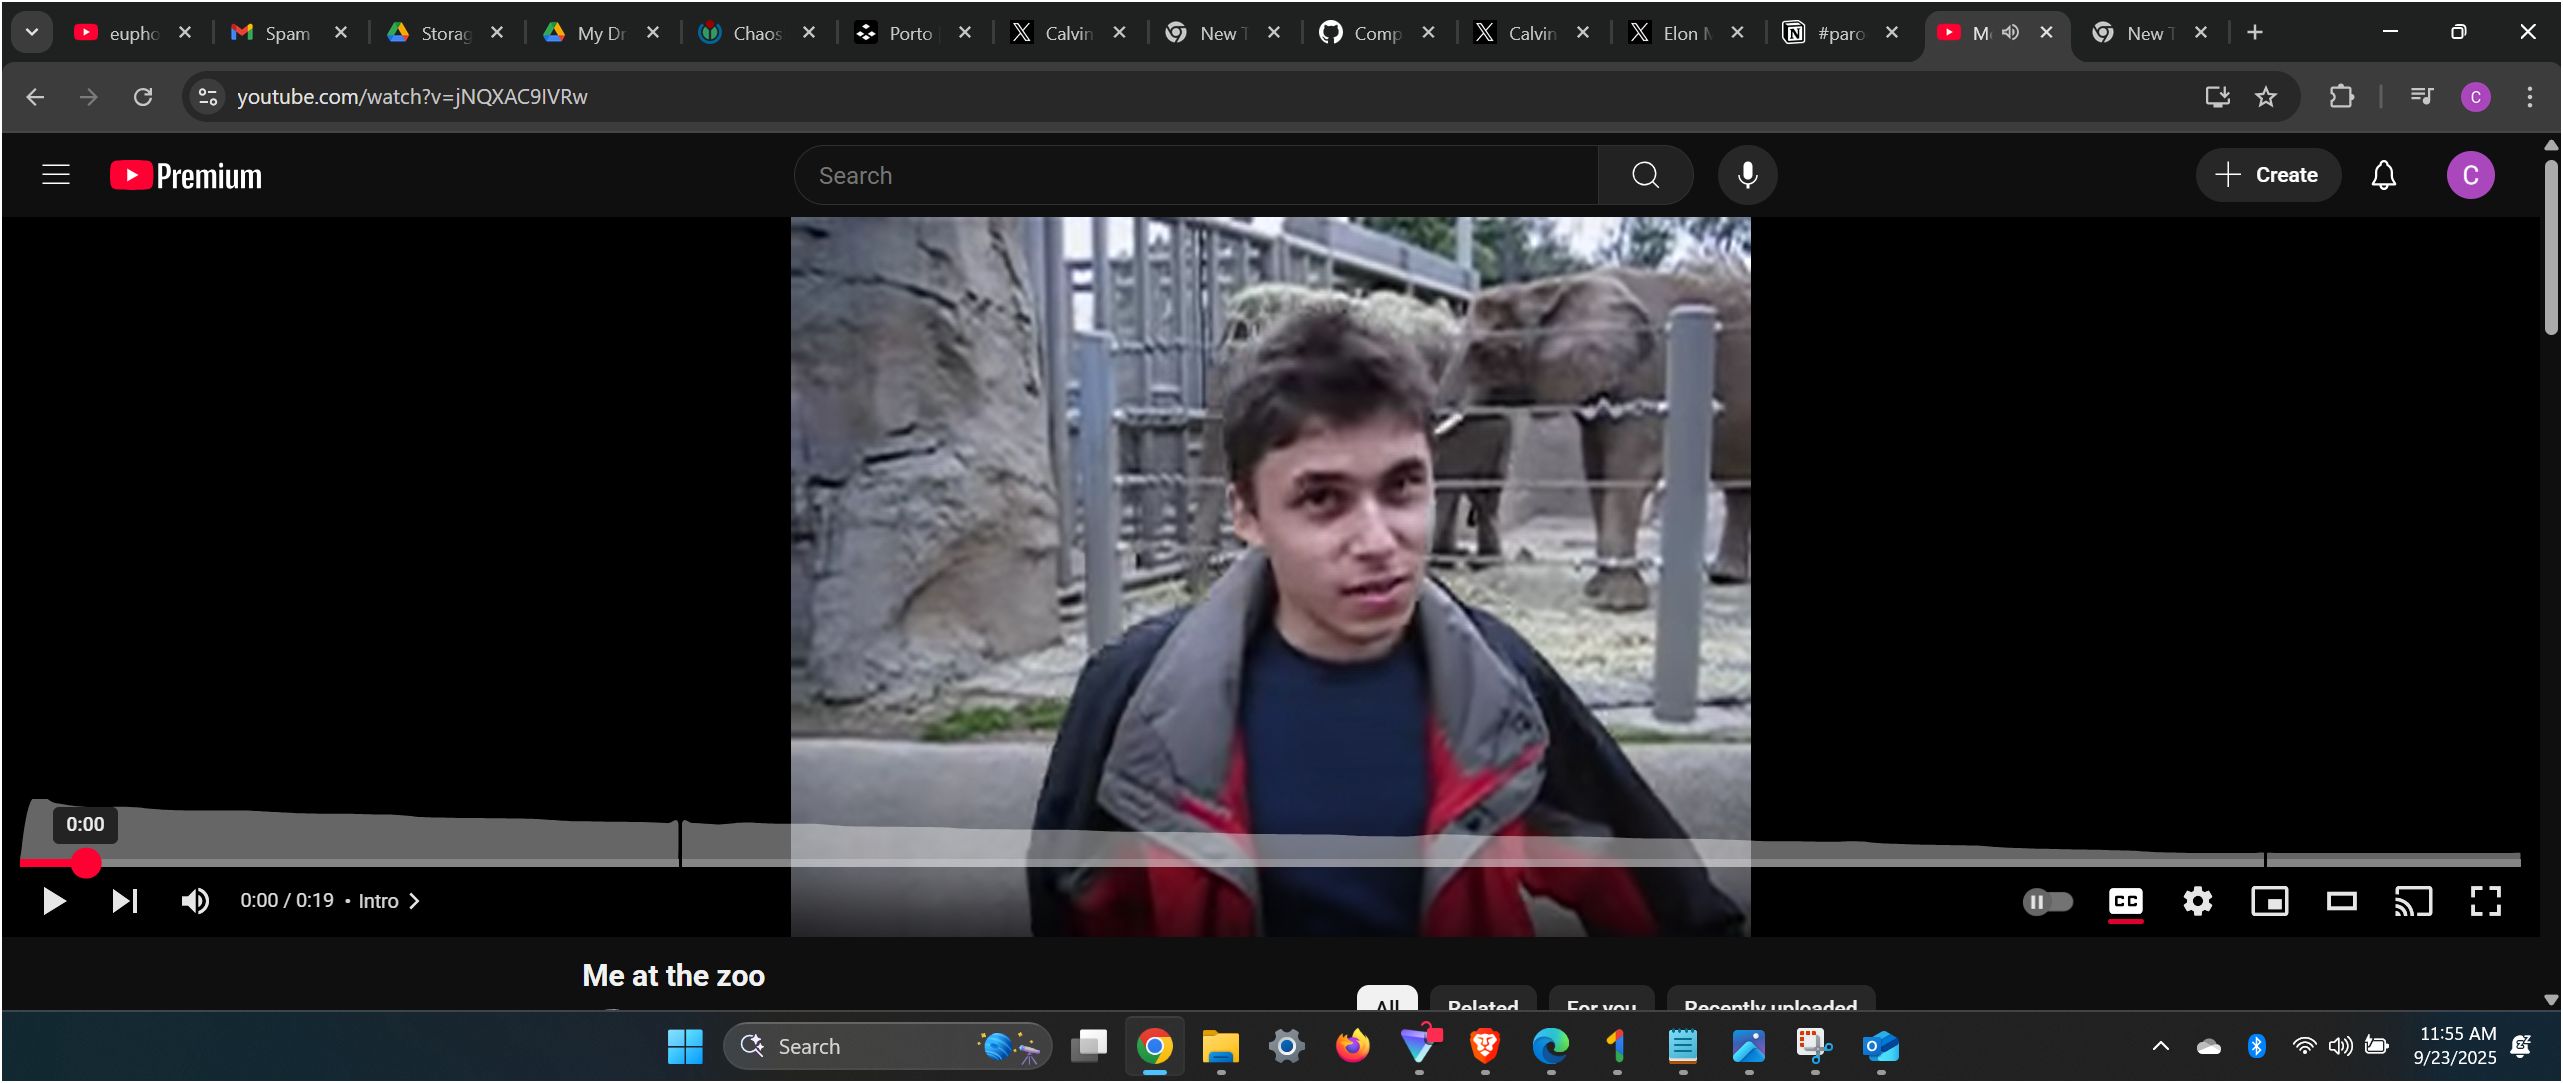 eupho
Spam
Storag
My Dr
Chaos
Porto
Calvin
New T
Comp
Calvin
Elon M
#paro
Me
New T
youtube.com/watch?v=jNQXAC9IVRw
C
Premium
Search
Create
C
0:00
0:00 / 0:19 • Intro
CC
Me at the zoo
All
Related
For you
Recently uploaded
Search
11:55 AM
9/23/2025